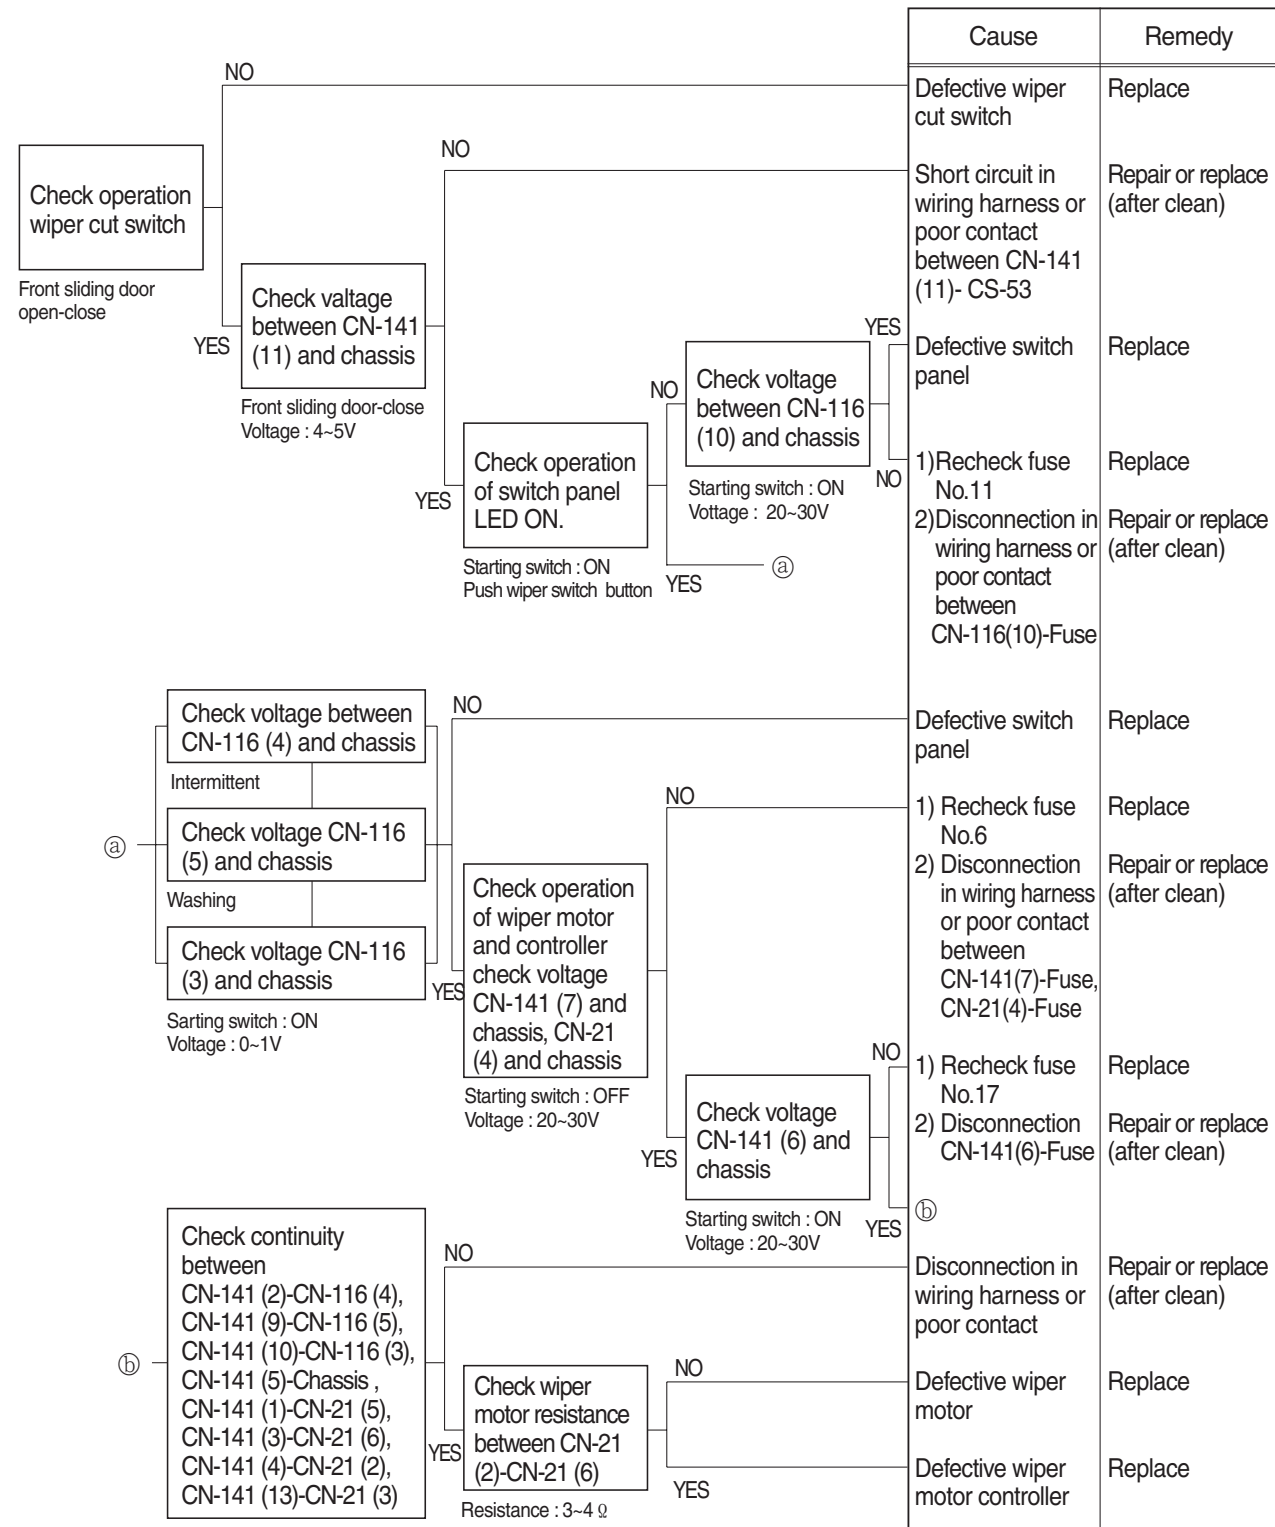 Cause
Remedy
NO
Defective wiper
cut switch
Replace
Check operation
wiper cut switch
Front sliding door
open-close
YES
NO
Short circuit in
wiring harness or
poor contact
between CN-141
(11)- CS-53
Repair or replace
(after clean)
Check valtage
between CN-141
(11) and chassis
Front sliding door-close
Voltage : 4~5V
YES
Check operation
of switch panel
LED ON.
Starting switch : ON
Push wiper switch button
NO
YES
ⓐ
Check voltage
between CN-116
(10) and chassis
Starting switch : ON
Vottage : 20~30V
YES
Defective switch
panel
Replace
NO
1)Recheck fuse
No.11
Replace
2)Disconnection in
wiring harness or
poor contact
between
CN-116(10)-Fuse
Repair or replace
(after clean)
ⓐ
Check voltage between
CN-116 (4) and chassis
Intermittent
Check voltage CN-116
(5) and chassis
Washing
Check voltage CN-116
(3) and chassis
Sarting switch : ON
Voltage : 0~1V
NO
Defective switch
panel
Replace
YES
Check operation
of wiper motor
and controller
check voltage
CN-141 (7) and
chassis, CN-21
(4) and chassis
Starting switch : OFF
Voltage : 20~30V
NO
1) Recheck fuse
No.6
Replace
2) Disconnection
in wiring harness
or poor contact
between
CN-141(7)-Fuse,
CN-21(4)-Fuse
Repair or replace
(after clean)
YES
Check voltage
CN-141 (6) and
chassis
Starting switch : ON
Voltage : 20~30V
NO
1) Recheck fuse
No.17
Replace
2) Disconnection
CN-141(6)-Fuse
Repair or replace
(after clean)
YES
ⓑ
ⓑ
Check continuity
between
CN-141 (2)-CN-116 (4),
CN-141 (9)-CN-116 (5),
CN-141 (10)-CN-116 (3),
CN-141 (5)-Chassis ,
CN-141 (1)-CN-21 (5),
CN-141 (3)-CN-21 (6),
CN-141 (4)-CN-21 (2),
CN-141 (13)-CN-21 (3)
NO
Disconnection in
wiring harness or
poor contact
Repair or replace
(after clean)
YES
Check wiper
motor resistance
between CN-21
(2)-CN-21 (6)
Resistance : 3~4 Ω
NO
Defective wiper
motor
Replace
YES
Defective wiper
motor controller
Replace